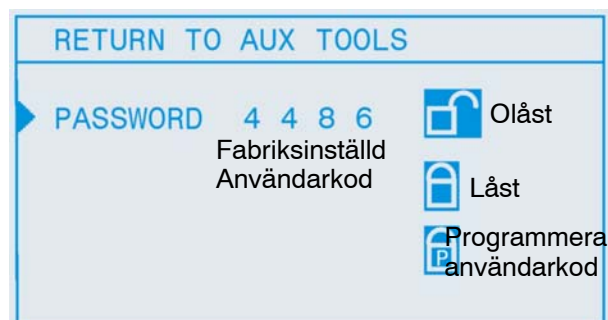 RETURN TO AUX TOOLS
PASSWORD 4 4 8 6
Olåst
Fabriksinställd
Användarkod
Låst
Programmera
användarkod
P